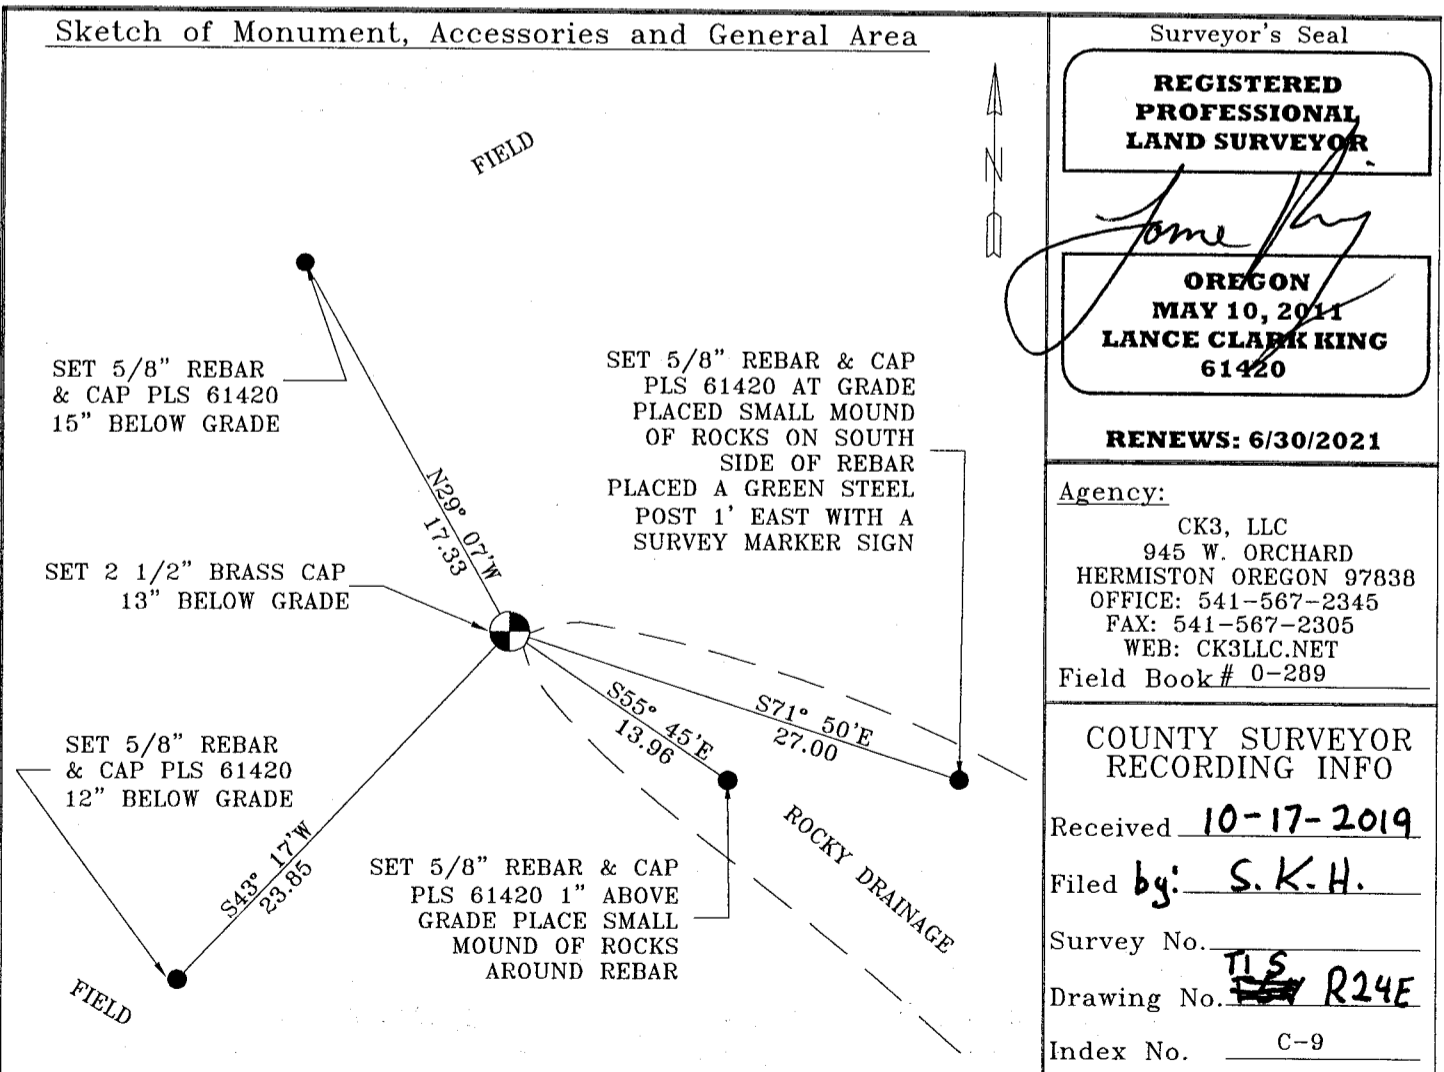 Sketch of Monument, Accessories and General Area
FIELD
N
SET 5/8" REBAR
& CAP PLS 61420
15" BELOW GRADE
SET 5/8" REBAR & CAP
PLS 61420 AT GRADE
PLACED SMALL MOUND
OF ROCKS ON SOUTH
SIDE OF REBAR
PLACED A GREEN STEEL
POST 1' EAST WITH A
SURVEY MARKER SIGN
N29° 07'W
17.33
SET 2 1/2" BRASS CAP
13" BELOW GRADE
S55° 45'E
13.96
S71° 50'E
27.00
SET 5/8" REBAR
& CAP PLS 61420
12" BELOW GRADE
S43° 17'W
23.85
SET 5/8" REBAR & CAP
PLS 61420 1" ABOVE
GRADE PLACE SMALL
MOUND OF ROCKS
AROUND REBAR
ROCKY DRAINAGE
FIELD
Surveyor's Seal
REGISTERED
PROFESSIONAL
LAND SURVEYOR
OREGON
MAY 10, 2011
LANCE CLARK KING
61420
RENEWS: 6/30/2021
Agency:
CK3, LLC
945 W. ORCHARD
HERMISTON OREGON 97838
OFFICE: 541-567-2345
FAX: 541-567-2305
WEB: CK3LLC.NET
Field Book# 0-289
COUNTY SURVEYOR
RECORDING INFO
Received 10-17-2019
Filed by: S.K.H.
Survey No.
Drawing No. T1S R24E
Index No. C-9